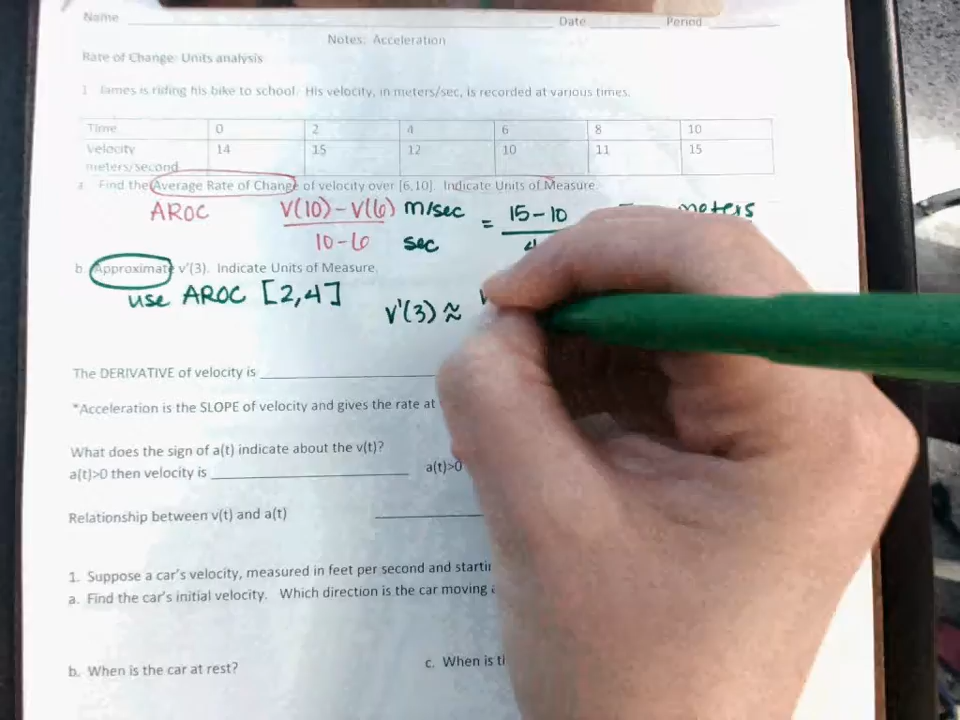 Name Date Period
Notes: Acceleration
Rate of Change: Units analysis
1. James is riding his bike to school. His velocity, in meters/sec, is recorded at various times.
Time 0 2 4 6 8 10
Velocity 14 15 12 10 11 15
meters/second
a. Find the Average Rate of Change of velocity over [6,10]. Indicate Units of Measure.
AROC v(10)-v(6) m/sec = 15-10 meters
10-6 sec 4
b. Approximate v'(3). Indicate Units of Measure.
use AROC [2,4]
v'(3) ≈
The DERIVATIVE of velocity is
*Acceleration is the SLOPE of velocity and gives the rate at
What does the sign of a(t) indicate about the v(t)?
a(t)>0 then velocity is a(t)>0
Relationship between v(t) and a(t)
1. Suppose a car's velocity, measured in feet per second and
a. Find the car's initial velocity. Which direction is the car moving
b. When is the car at rest? c. When is